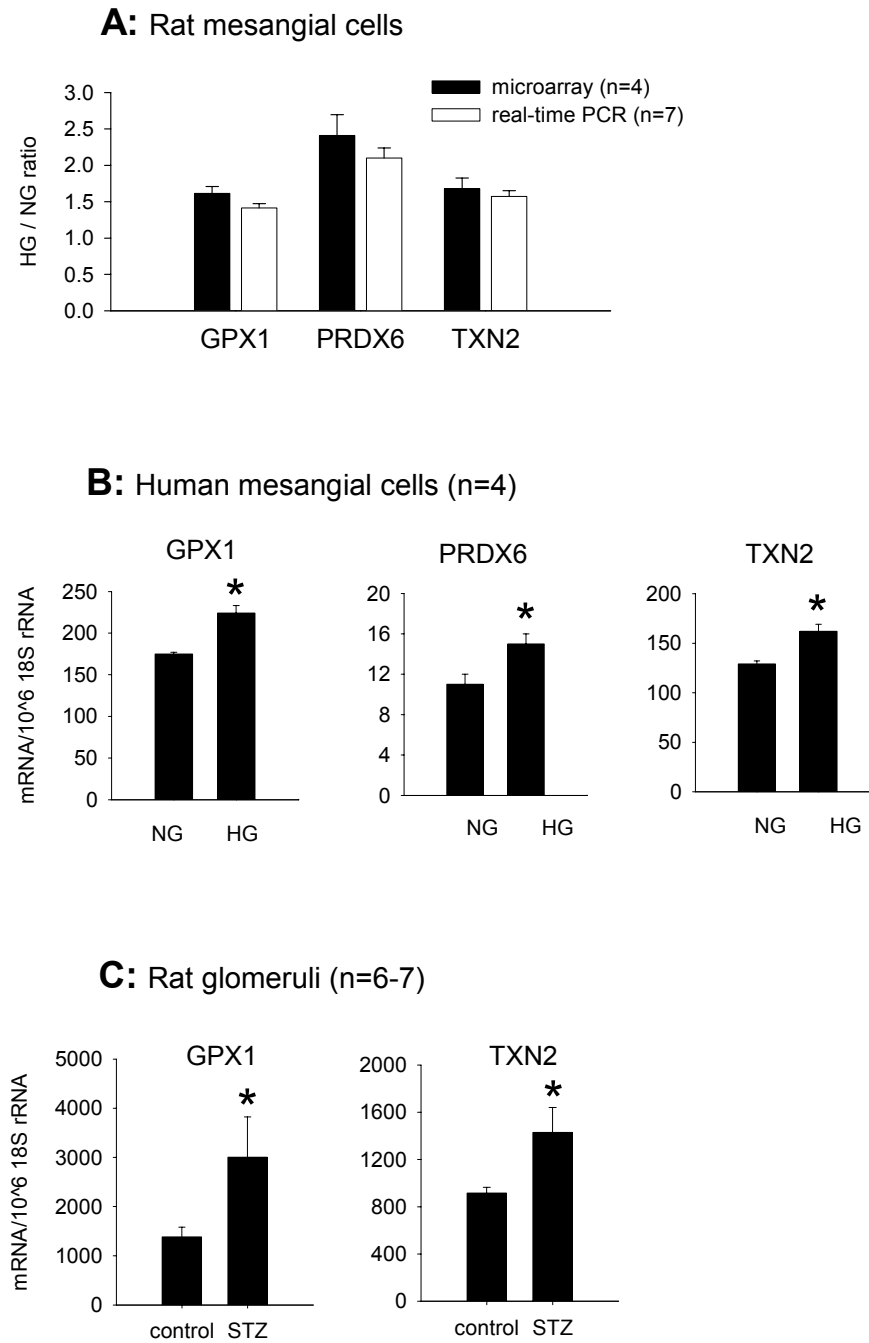 A: Rat mesangial cells
microarray (n=4)
real-time PCR (n=7)
HG / NG ratio
3.0
2.5
2.0
1.5
1.0
0.5
0.0
GPX1 PRDX6 TXN2
B: Human mesangial cells (n=4)
GPX1
mRNA/10^6 18S rRNA
250
200
150
100
50
0
*
NG HG
PRDX6
20
16
12
8
4
0
*
NG HG
TXN2
200
150
100
50
0
*
NG HG
C: Rat glomeruli (n=6-7)
GPX1
mRNA/10^6 18S rRNA
5000
4000
3000
2000
1000
0
*
control STZ
TXN2
2000
1600
1200
800
400
0
*
control STZ